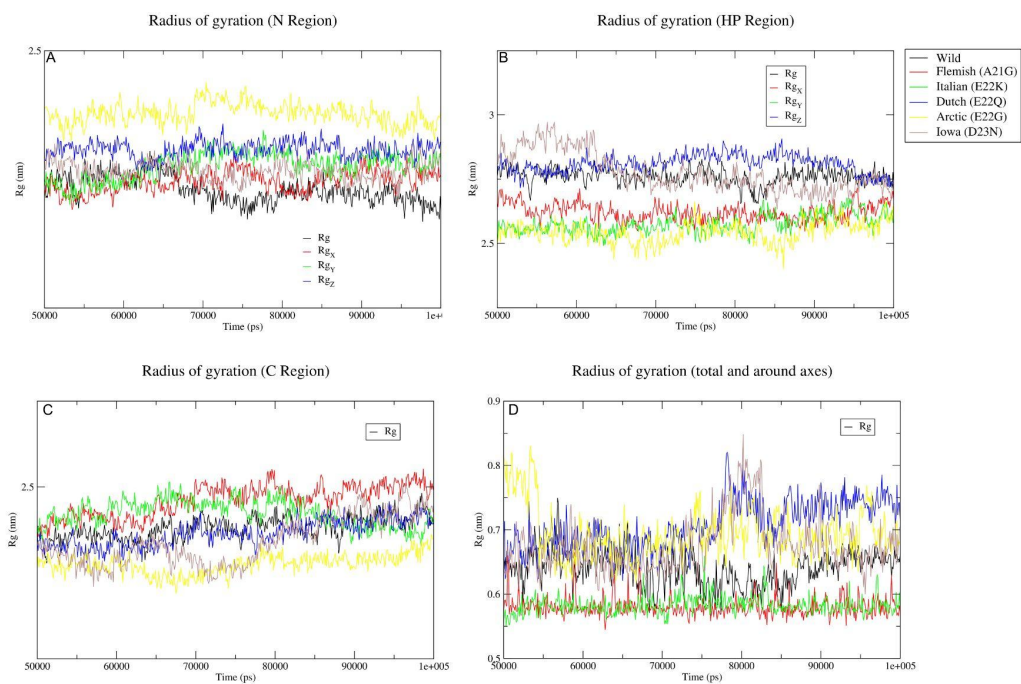 Radius of gyration (N Region)
A
2.5
Rg (nm)
Rg
RgX
RgY
RgZ
50000 60000 70000 80000 90000 1e+
Time (ps)
Radius of gyration (HP Region)
B
3
2.5
Rg (nm)
Rg
RgX
RgY
RgZ
50000 60000 70000 80000 90000 1e+005
Time (ps)
Wild
Flemish (A21G)
Italian (E22K)
Dutch (E22Q)
Arctic (E22G)
Iowa (D23N)
Radius of gyration (C Region)
C
2.5
Rg (nm)
Rg
50000 60000 70000 80000 90000 1e+005
Time (ps)
Radius of gyration (total and around axes)
D
0.9
0.8
0.7
0.6
0.5
Rg (nm)
Rg
50000 60000 70000 80000 90000 1e+005
Time (ps)